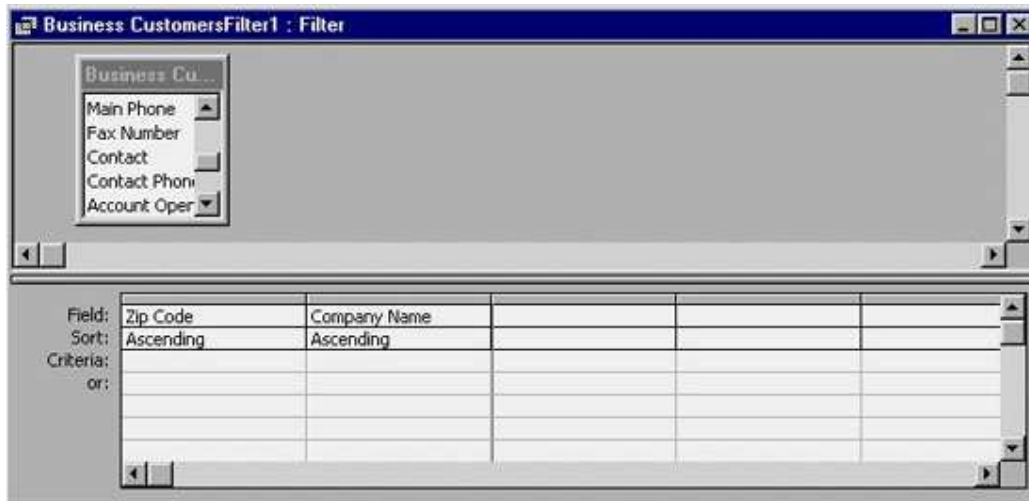 Business CustomersFilter1 : Filter
Business Cu...
Main Phone
Fax Number
Contact
Contact Phon
Account Oper
Field: Zip Code Company Name
Sort: Ascending Ascending
Criteria:
or: